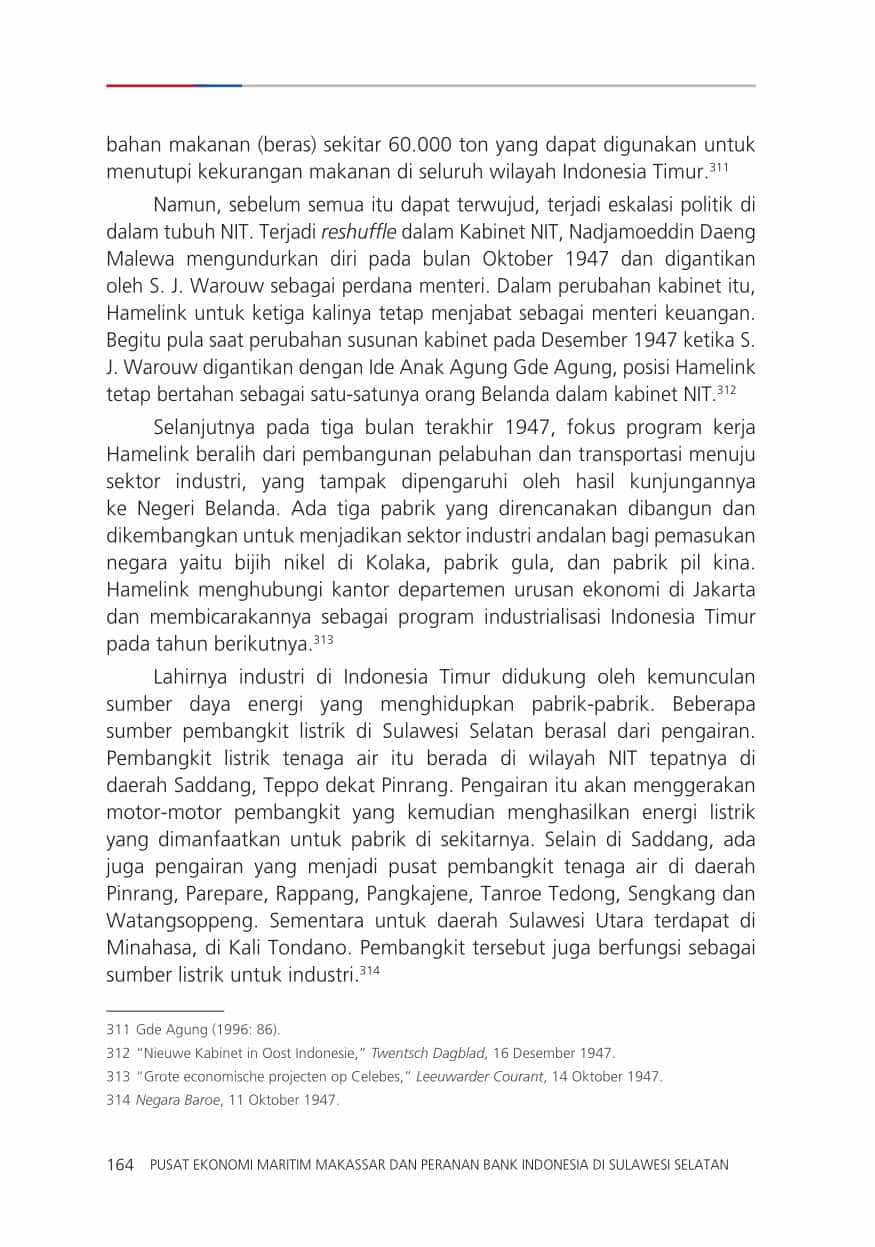 bahan makanan (beras) sekitar 60.000 ton yang dapat digunakan untuk
menutupi kekurangan makanan di seluruh wilayah Indonesia Timur.³¹¹
Namun, sebelum semua itu dapat terwujud, terjadi eskalasi politik di
dalam tubuh NIT. Terjadi reshuffle dalam Kabinet NIT, Nadjamoeddin Daeng
Malewa mengundurkan diri pada bulan Oktober 1947 dan digantikan
oleh S. J. Warouw sebagai perdana menteri. Dalam perubahan kabinet itu,
Hamelink untuk ketiga kalinya tetap menjabat sebagai menteri keuangan.
Begitu pula saat perubahan susunan kabinet pada Desember 1947 ketika S.
J. Warouw digantikan dengan Ide Anak Agung Gde Agung, posisi Hamelink
tetap bertahan sebagai satu-satunya orang Belanda dalam kabinet NIT.³¹²
Selanjutnya pada tiga bulan terakhir 1947, fokus program kerja
Hamelink beralih dari pembangunan pelabuhan dan transportasi menuju
sektor industri, yang tampak dipengaruhi oleh hasil kunjungannya
ke Negeri Belanda. Ada tiga pabrik yang direncanakan dibangun dan
dikembangkan untuk menjadikan sektor industri andalan bagi pemasukan
negara yaitu bijih nikel di Kolaka, pabrik gula, dan pabrik pil kina.
Hamelink menghubungi kantor departemen urusan ekonomi di Jakarta
dan membicarakannya sebagai program industrialisasi Indonesia Timur
pada tahun berikutnya.³¹³
Lahirnya industri di Indonesia Timur didukung oleh kemunculan
sumber daya energi yang menghidupkan pabrik-pabrik. Beberapa
sumber pembangkit listrik di Sulawesi Selatan berasal dari pengairan.
Pembangkit listrik tenaga air itu berada di wilayah NIT tepatnya di
daerah Saddang, Teppo dekat Pinrang. Pengairan itu akan menggerakan
motor-motor pembangkit yang kemudian menghasilkan energi listrik
yang dimanfaatkan untuk pabrik di sekitarnya. Selain di Saddang, ada
juga pengairan yang menjadi pusat pembangkit tenaga air di daerah
Pinrang, Parepare, Rappang, Pangkajene, Tanroe Tedong, Sengkang dan
Watangsoppeng. Sementara untuk daerah Sulawesi Utara terdapat di
Minahasa, di Kali Tondano. Pembangkit tersebut juga berfungsi sebagai
sumber listrik untuk industri.³¹⁴
311 Gde Agung (1996: 86).
312 “Nieuwe Kabinet in Oost Indonesie,” Twentsch Dagblad, 16 Desember 1947.
313 “Grote economische projecten op Celebes,” Leeuwarder Courant, 14 Oktober 1947.
314 Negara Baroe, 11 Oktober 1947.
164 PUSAT EKONOMI MARITIM MAKASSAR DAN PERANAN BANK INDONESIA DI SULAWESI SELATAN